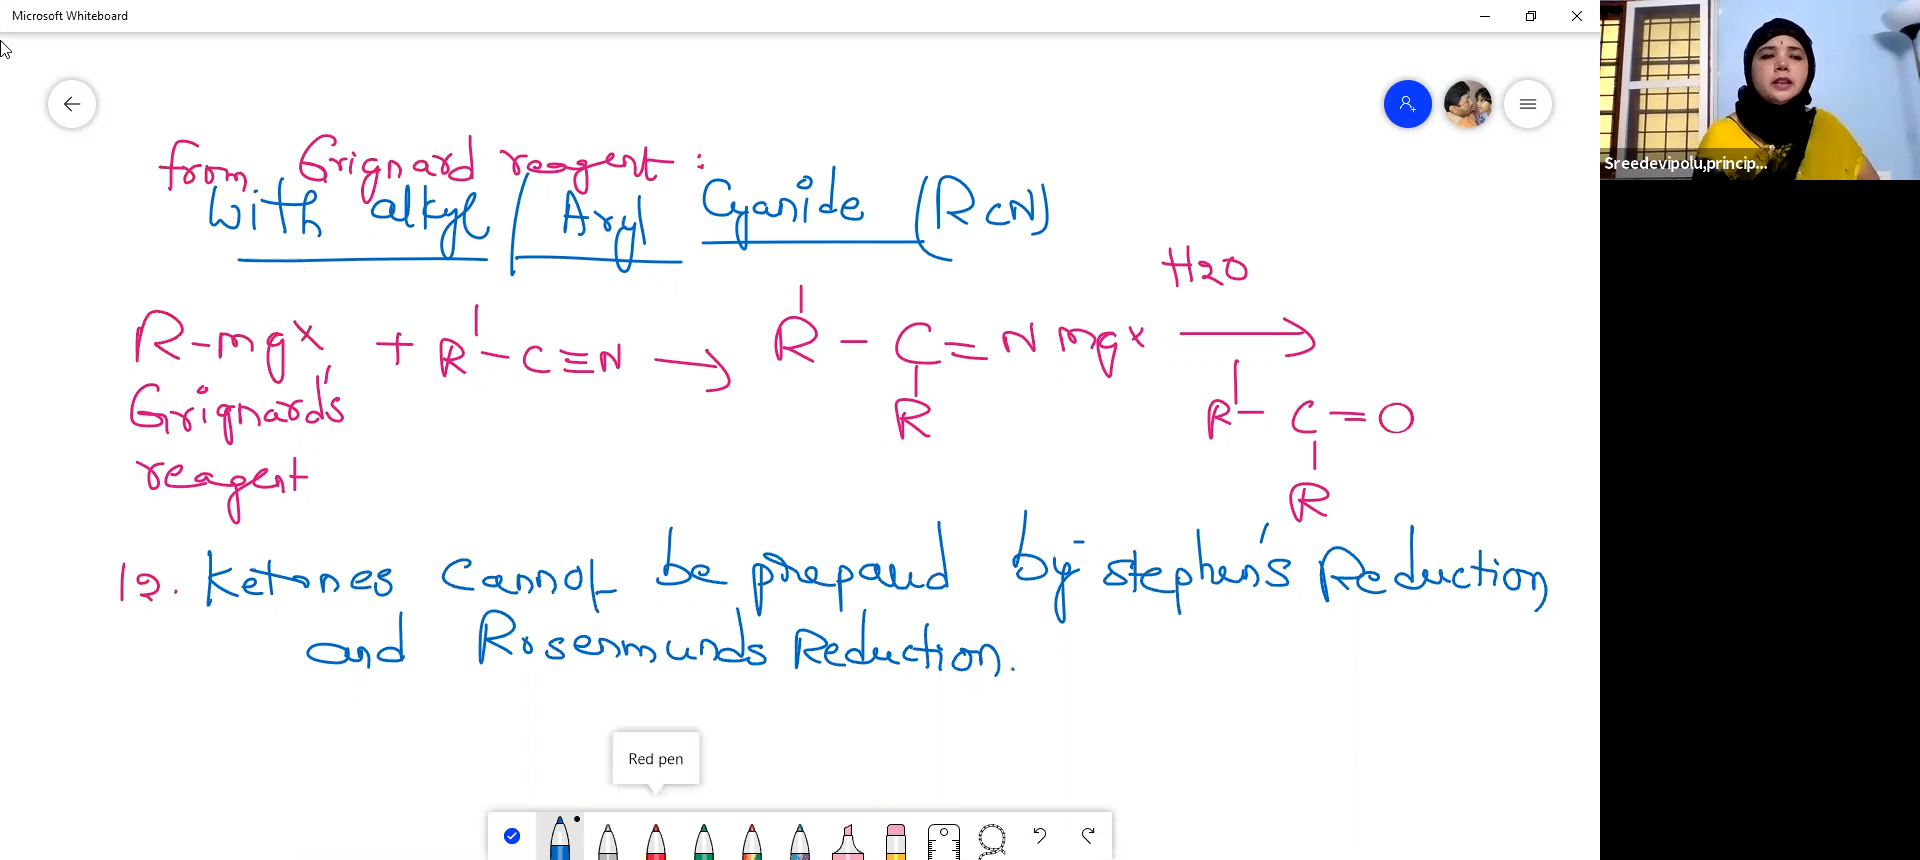 Microsoft Whiteboard
from Grignard reagent :
With alkyl / Aryl Cyanide (RCN)
H2O
R-mgx + R'-C≡N → R'-C=N mgx →
R
Grignard's
reagent
R'-C=O
R
12. Ketones cannot be prepared by Stephen's Reduction
and Rosenmunds Reduction.
Red pen
Sreedevipolu,princip...